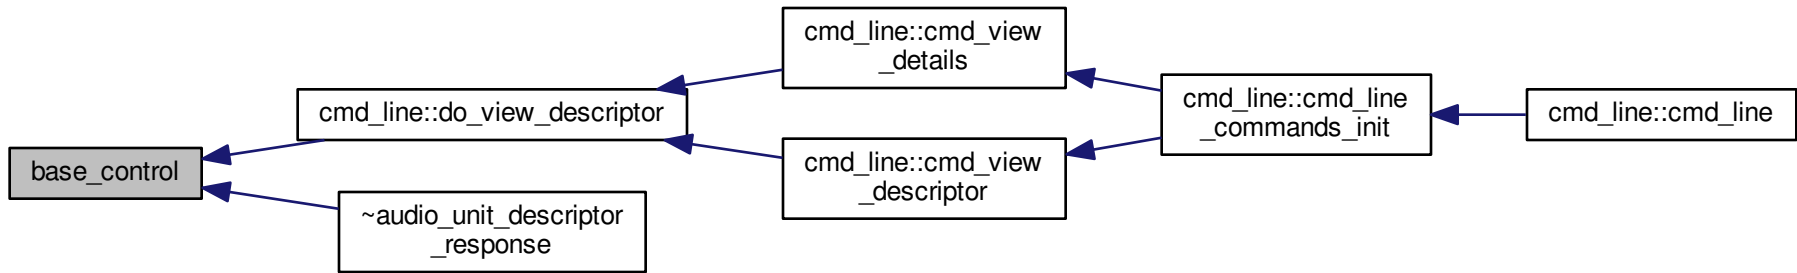 base_control
cmd_line::do_view_descriptor
~audio_unit_descriptor
_response
cmd_line::cmd_view
_details
cmd_line::cmd_view
_descriptor
cmd_line::cmd_line
_commands_init
cmd_line::cmd_line